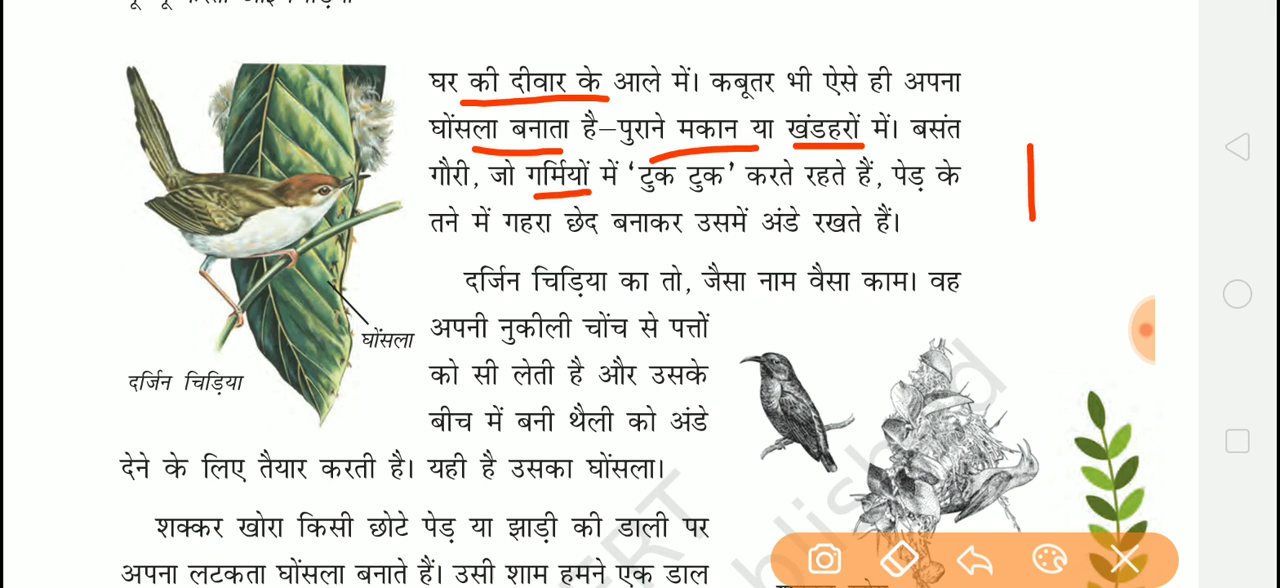 घर की दीवार के आले में। कबूतर भी ऐसे ही अपना
घोंसला बनाता है–पुराने मकान या खंडहरों में। बसंत
गौरी, जो गर्मियों में ‘टुक टुक’ करते रहते हैं, पेड़ के
तने में गहरा छेद बनाकर उसमें अंडे रखते हैं।
घोंसला
दर्जिन चिड़िया
दर्जिन चिड़िया का तो, जैसा नाम वैसा काम। वह
अपनी नुकीली चोंच से पत्तों
को सी लेती है और उसके
बीच में बनी थैली को अंडे
देने के लिए तैयार करती है। यही है उसका घोंसला।
शक्कर खोरा किसी छोटे पेड़ या झाड़ी की डाली पर
अपना लटकता घोंसला बनाते हैं। उसी शाम हमने एक डाल